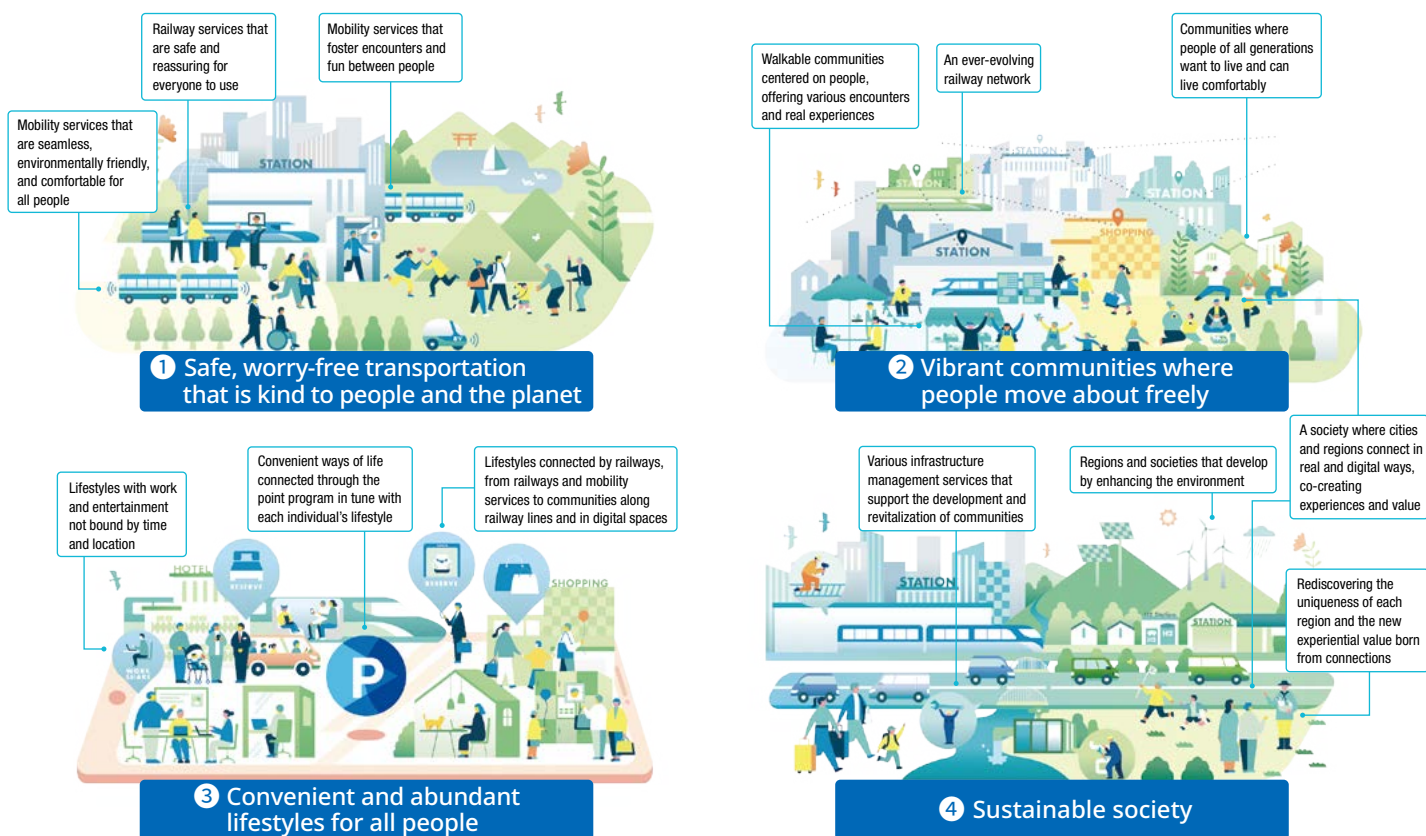 Railway services that
are safe and
reassuring for
everyone to use
Mobility services that
foster encounters and
fun between people
Mobility services that
are seamless,
environmentally friendly,
and comfortable for
all people
STATION
1 Safe, worry-free transportation
that is kind to people and the planet
Walkable communities
centered on people,
offering various encounters
and real experiences
An ever-evolving
railway network
Communities where
people of all generations
want to live and can
live comfortably
STATION
STATION
STATION
SHOPPING
STATION
2 Vibrant communities where
people move about freely
A society where cities
and regions connect in
real and digital ways,
co-creating
experiences and value
Lifestyles with work
and entertainment
not bound by time
and location
Convenient ways of life
connected through the
point program in tune with
each individual's lifestyle
Lifestyles connected by railways,
from railways and mobility
services to communities along
railway lines and in digital spaces
HOTEL
RESERVE
RESERVE
SHOPPING
WORK
SHARE
P
3 Convenient and abundant
lifestyles for all people
Various infrastructure
management services that
support the development and
revitalization of communities
Regions and societies that develop
by enhancing the environment
Rediscovering the
uniqueness of each
region and the new
experiential value born
from connections
STATION
H2 Station
H2
STATION
4 Sustainable society